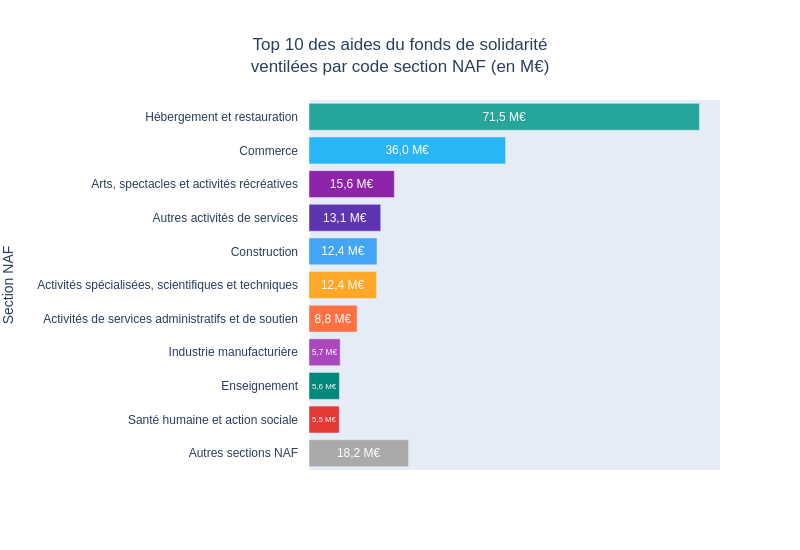 Top 10 des aides du fonds de solidarité
ventilées par code section NAF (en M€)
Section NAF
Hébergement et restauration 71,5 M€
Commerce 36,0 M€
Arts, spectacles et activités récréatives 15,6 M€
Autres activités de services 13,1 M€
Construction 12,4 M€
Activités spécialisées, scientifiques et techniques 12,4 M€
Activités de services administratifs et de soutien 8,8 M€
Industrie manufacturière 5,7 M€
Enseignement 5,6 M€
Santé humaine et action sociale 5,5 M€
Autres sections NAF 18,2 M€